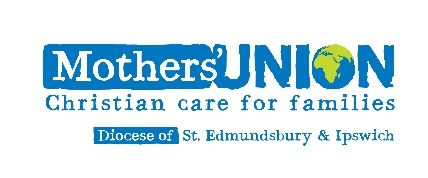 Mothers' UNION
Christian care for families
Diocese of St. Edmundsbury & Ipswich